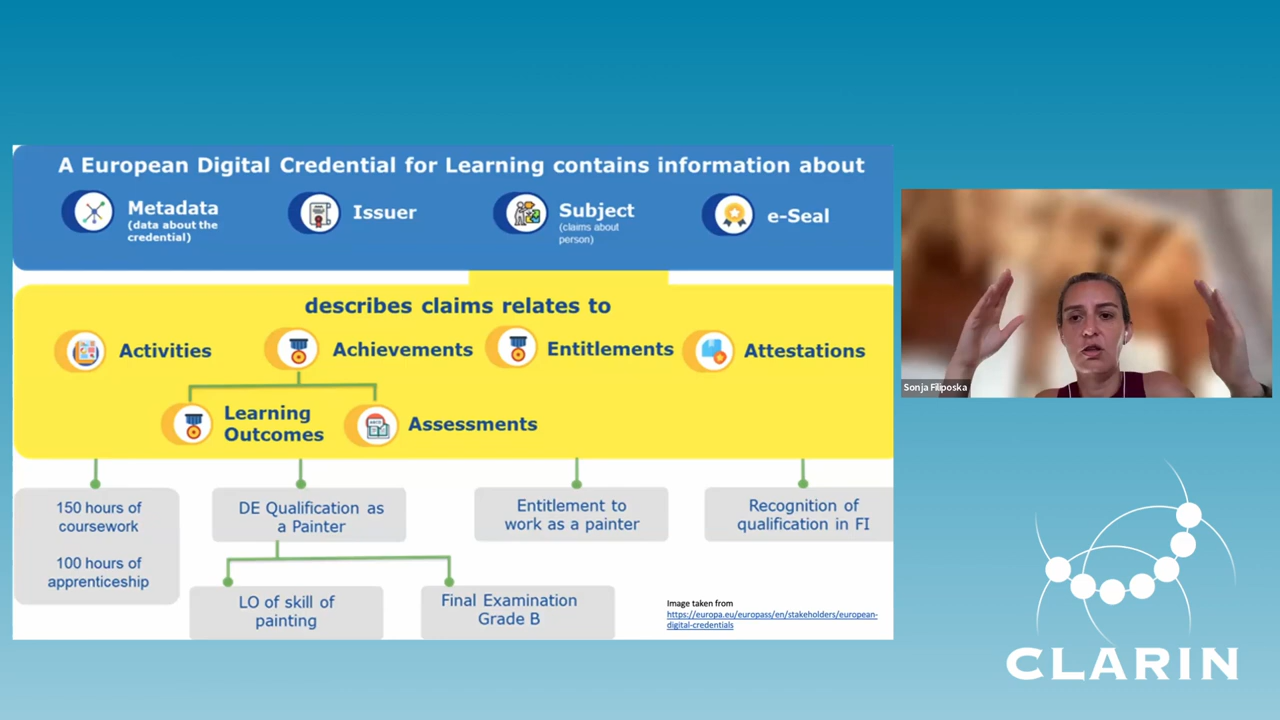 A European Digital Credential for Learning contains information about
Metadata
(data about the
credential)
Issuer
Subject
(claims about
person)
e-Seal
describes claims relates to
Activities
Achievements
Entitlements
Attestations
Learning
Outcomes
Assessments
150 hours of
coursework
100 hours of
apprenticeship
DE Qualification as
a Painter
Entitlement to
work as a painter
Recognition of
qualification in FI
LO of skill of
painting
Final Examination
Grade B
Image taken from
https://europa.eu/europass/en/stakeholders/european-
digital-credentials
Sonja Filiposka
CLARIN